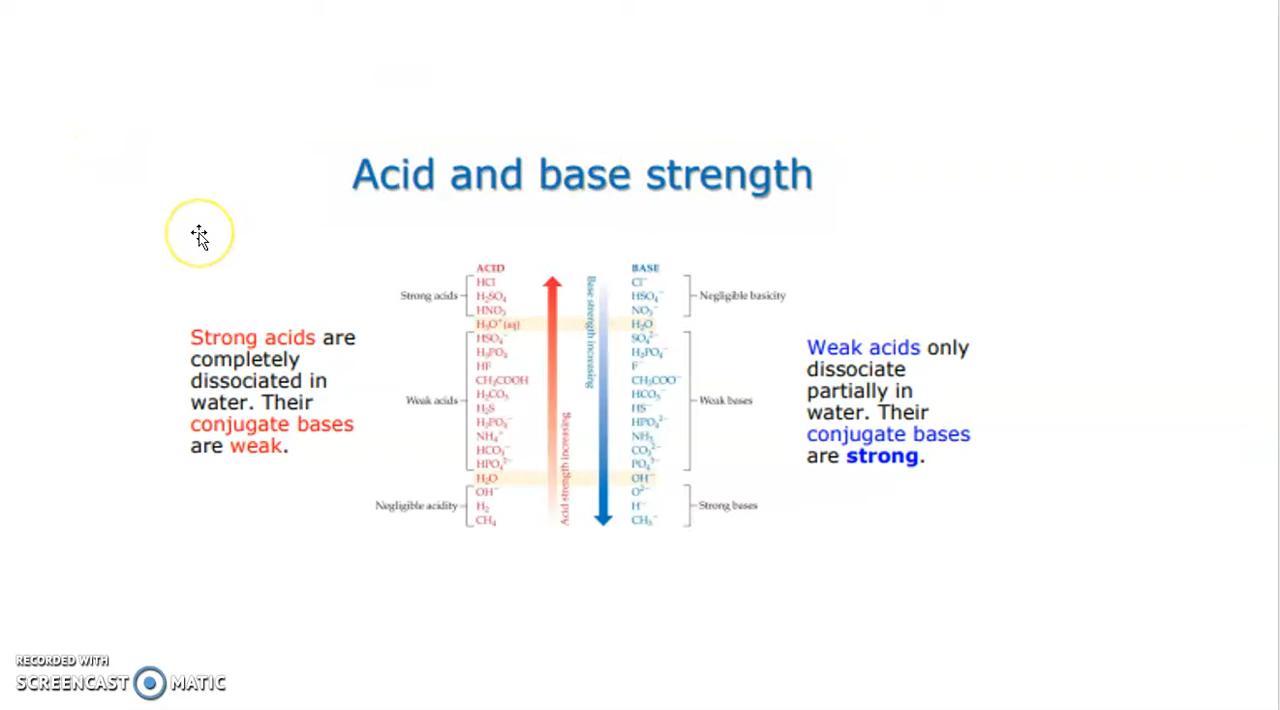 Acid and base strength
Strong acids are
completely
dissociated in
water. Their
conjugate bases
are weak.
ACID
Strong acids
HCl
H₂SO₄
HNO₃
H₃O⁺(aq)
Weak acids
HSO₄⁻
H₃PO₄
HF
CH₃COOH
H₂CO₃
H₂S
H₂PO₄⁻
NH₄⁺
HCO₃⁻
HPO₄²⁻
H₂O
Negligible acidity
OH⁻
H₂
CH₄
Acid strength increasing
Base strength increasing
BASE
Cl⁻
HSO₄⁻
NO₃⁻
Negligible basicity
H₂O
SO₄²⁻
H₂PO₄⁻
F⁻
CH₃COO⁻
HCO₃⁻
HS⁻
HPO₄²⁻
NH₃
CO₃²⁻
PO₄³⁻
Weak bases
OH⁻
O²⁻
H⁻
CH₃⁻
Strong bases
Weak acids only
dissociate
partially in
water. Their
conjugate bases
are strong.
RECORDED WITH
SCREENCAST MATIC